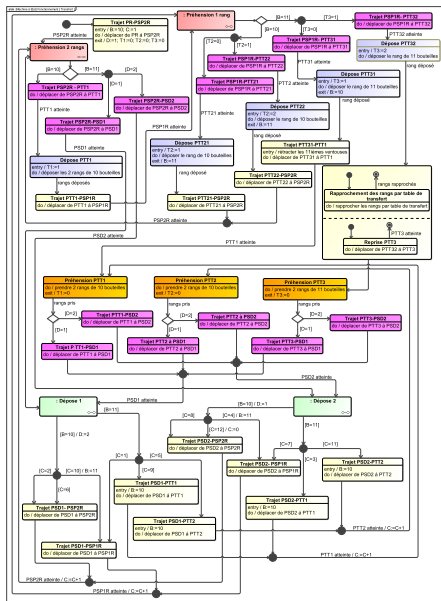 Trajet PR-PSP2R
entry / B:=10; C:=1
do / déplacer de PR à PSP2R
exit / D:=1; T1:=0; T2:=0; T3:=0
: Préhension 1 rang
[B=11]
[B=10]
[T3=1]
[T3=0]
Trajet PSP1R- PTT32
do / déplacer de PSP1R à PTT32
PTT32 atteinte
: Préhension 2 rangs
[T2=0]
[T2=1]
Trajet PSP1R- PTT31
do / déplacer de PSP1R à PTT31
Dépose PTT32
entry / T3:=2
do / déposer le rang de 11 bouteilles
[B=10]
[B=11]
[C=1]
Trajet PSP1R-PTT22
do / déplacer de PSP1R à PTT22
PTT31 atteinte
rang déposé
Trajet PSP2R - PTT1
do / déplacer de PSP2R à PTT1
Trajet PSP2R-PSD2
do / déplacer de PSP2R à PSD2
Trajet PSP1R-PTT21
do / déplacer de PSP1R à PTT21
PTT2 atteinte
Dépose PTT31
entry / T3:=1
do / déposer le rang de 11 bouteilles
exit / B:=10
PTT1 atteinte
Trajet PSP2R-PSD1
do / déplacer de PSP2R à PSD1
PTT21 atteinte
Dépose PTT22
entry / T2:=2
do / déposer le rang de 10 bouteilles
exit / B:=11
rang déposé
PSD1 atteinte
PSP1R atteinte
Dépose PTT21
entry / T2:=1
do / déposer le rang de 10 bouteilles
exit / B:=11
rang déposé
Trajet PTT31-PTT1
entry / rétracter les 11ièmes ventouses
do / déplacer de PTT31 à PTT1
Dépose PTT1
entry / T1:=1
do / déposer les 2 rangs de 10 bouteilles
rangs déposés
rang déposé
Trajet PTT22-PSP2R
do / déplacer de PTT22 à PSP2R
rangs rapprochés
Rapprochement des rangs par table de transfert
do / rapprocher les rangs par table de transfert
Trajet PTT1-PSP1R
do / déplacer de PTT1 à PSP1R
Trajet PTT21-PSP2R
do / déplacer de PTT21 à PSP2R
PSP2R atteinte
PTT3 atteinte
PSD2 atteinte
PTT1 atteinte
Reprise PTT3
do / déplacer de PTT32 à PTT3
Préhension PTT1
do / prendre 2 rangs de 10 bouteilles
exit / T1:=0
Préhension PTT2
do / prendre 2 rangs de 10 bouteilles
exit / T2:=0
Préhension PTT3
do / prendre 2 rangs de 11 bouteilles
exit / T3:=0
rangs pris
rangs pris
rangs pris
[D=2]
Trajet PTT1-PSD2
do / déplacer de PTT1 à PSD2
[D=2]
Trajet PTT2 à PSD2
do / déplacer de PTT2 à PSD2
[D=2]
Trajet PTT3-PSD2
do / déplacer de PTT3 à PSD2
[D=1]
[D=1]
[D=1]
Trajet PTT1-PSD1
do / déplacer de PTT1 à PSD1
Trajet PTT2 à PSD1
do / déplacer de PTT2 à PSD1
Trajet PTT3-PSD1
do / déplacer de PTT3 à PSD1
PSD2 atteinte
PSD1 atteinte
: Dépose 1
[B=10] / D:=1
: Dépose 2
[B=11]
[C=8]
[C=4] / B:=11
[C=12] / C:=0
[B=11]
[B=10] / D:=2
Trajet SD2-PSP2R
do / déplacer de PSD2 à PSP2R
[C=7]
[C=11]
[C=1]
[C=5]
[C=3]
[C=2]
[C=10] / B:=11
[C=9]
Trajet PSD2- PSP1R
do / déplacer de PSD2 à PSP1R
Trajet PSD2-PTT2
entry / B:=10
do / déplacer de PSD2 à PTT2
[C=6]
Trajet PSD1-PTT1
entry / B:=10
do / déplacer de PSD1 à PTT1
Trajet PSD2-PTT1
entry / B:=10
do / déplacer de PSD2 à PTT1
Trajet PSD1- PSP2R
do / déplacer de PSD1 à PSP2R
Trajet PSD1-PTT2
entry / B:=10
do / déplacer de PSD1 à PTT2
PTT2 atteinte / C:=C+1
Trajet PSD1-PSP1R
do / déplacer de PSD1 à PSP1R
PTT1 atteinte / C:=C+1
PSP2R atteinte / C:=C+1
PSP1R atteinte / C:=C+1